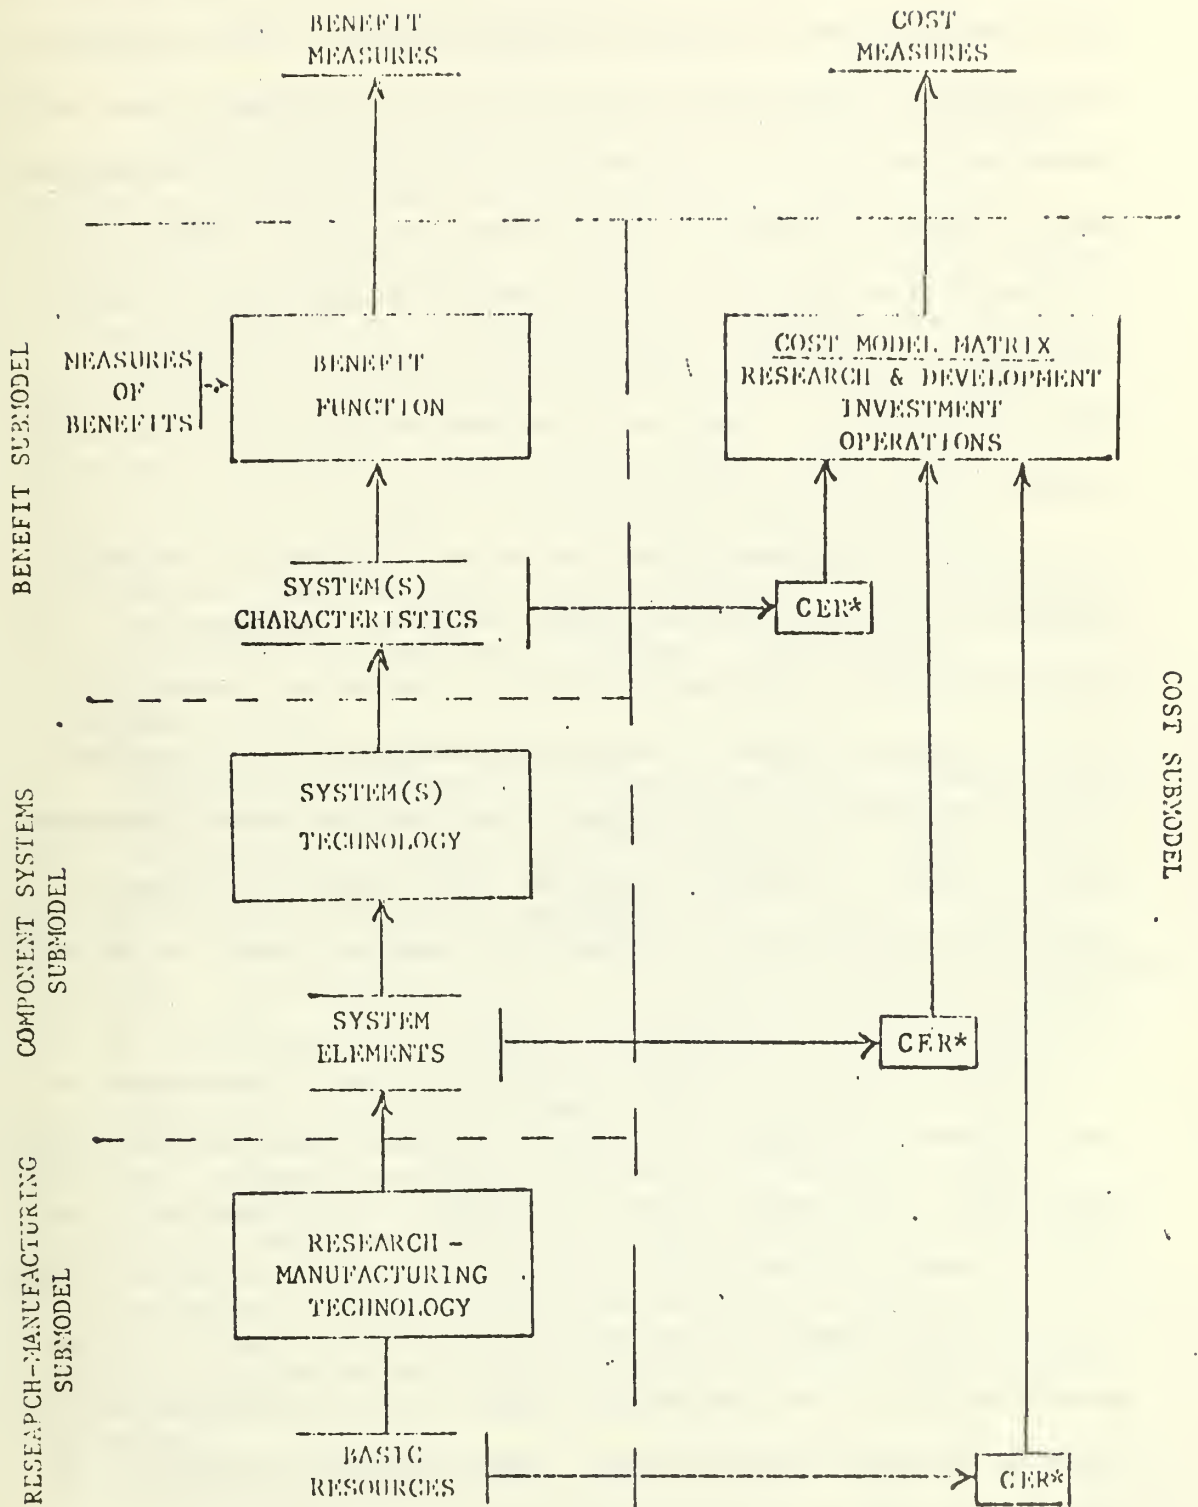 BENEFIT
MEASURES
COST
MEASURES
BENEFIT SUBMODEL
MEASURES
OF
BENEFITS
BENEFIT
FUNCTION
COST MODEL MATRIX
RESEARCH & DEVELOPMENT
INVESTMENT
OPERATIONS
SYSTEM(S)
CHARACTERISTICS
CER*
COST SUBMODEL
COMPONENT SYSTEMS
SUBMODEL
SYSTEM(S)
TECHNOLOGY
SYSTEM
ELEMENTS
CER*
RESEARCH-MANUFACTURING
SUBMODEL
RESEARCH -
MANUFACTURING
TECHNOLOGY
BASIC
RESOURCES
CER*